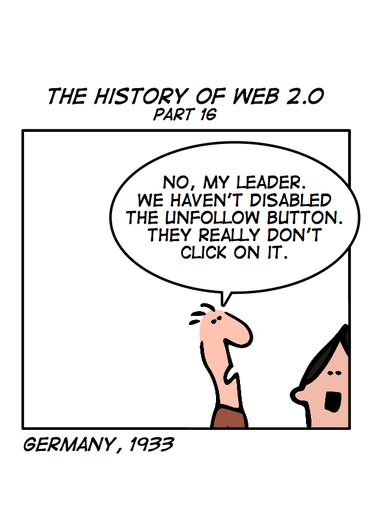 THE HISTORY OF WEB 2.0
PART 16
NO, MY LEADER.
WE HAVEN'T DISABLED
THE UNFOLLOW BUTTON.
THEY REALLY DON'T
CLICK ON IT.
GERMANY, 1933